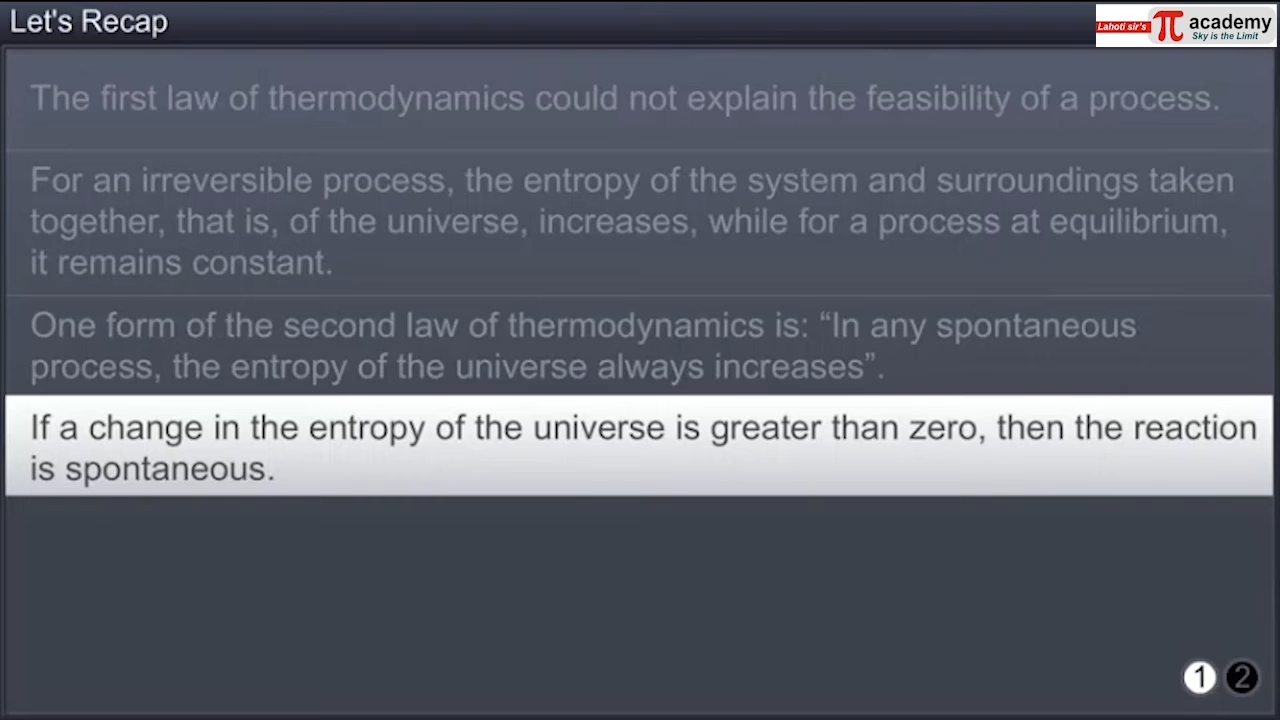 Let's Recap
Lahoti sir's π academy
Sky is the Limit
The first law of thermodynamics could not explain the feasibility of a process.
For an irreversible process, the entropy of the system and surroundings taken
together, that is, of the universe, increases, while for a process at equilibrium,
it remains constant.
One form of the second law of thermodynamics is: “In any spontaneous
process, the entropy of the universe always increases”.
If a change in the entropy of the universe is greater than zero, then the reaction
is spontaneous.
1 2